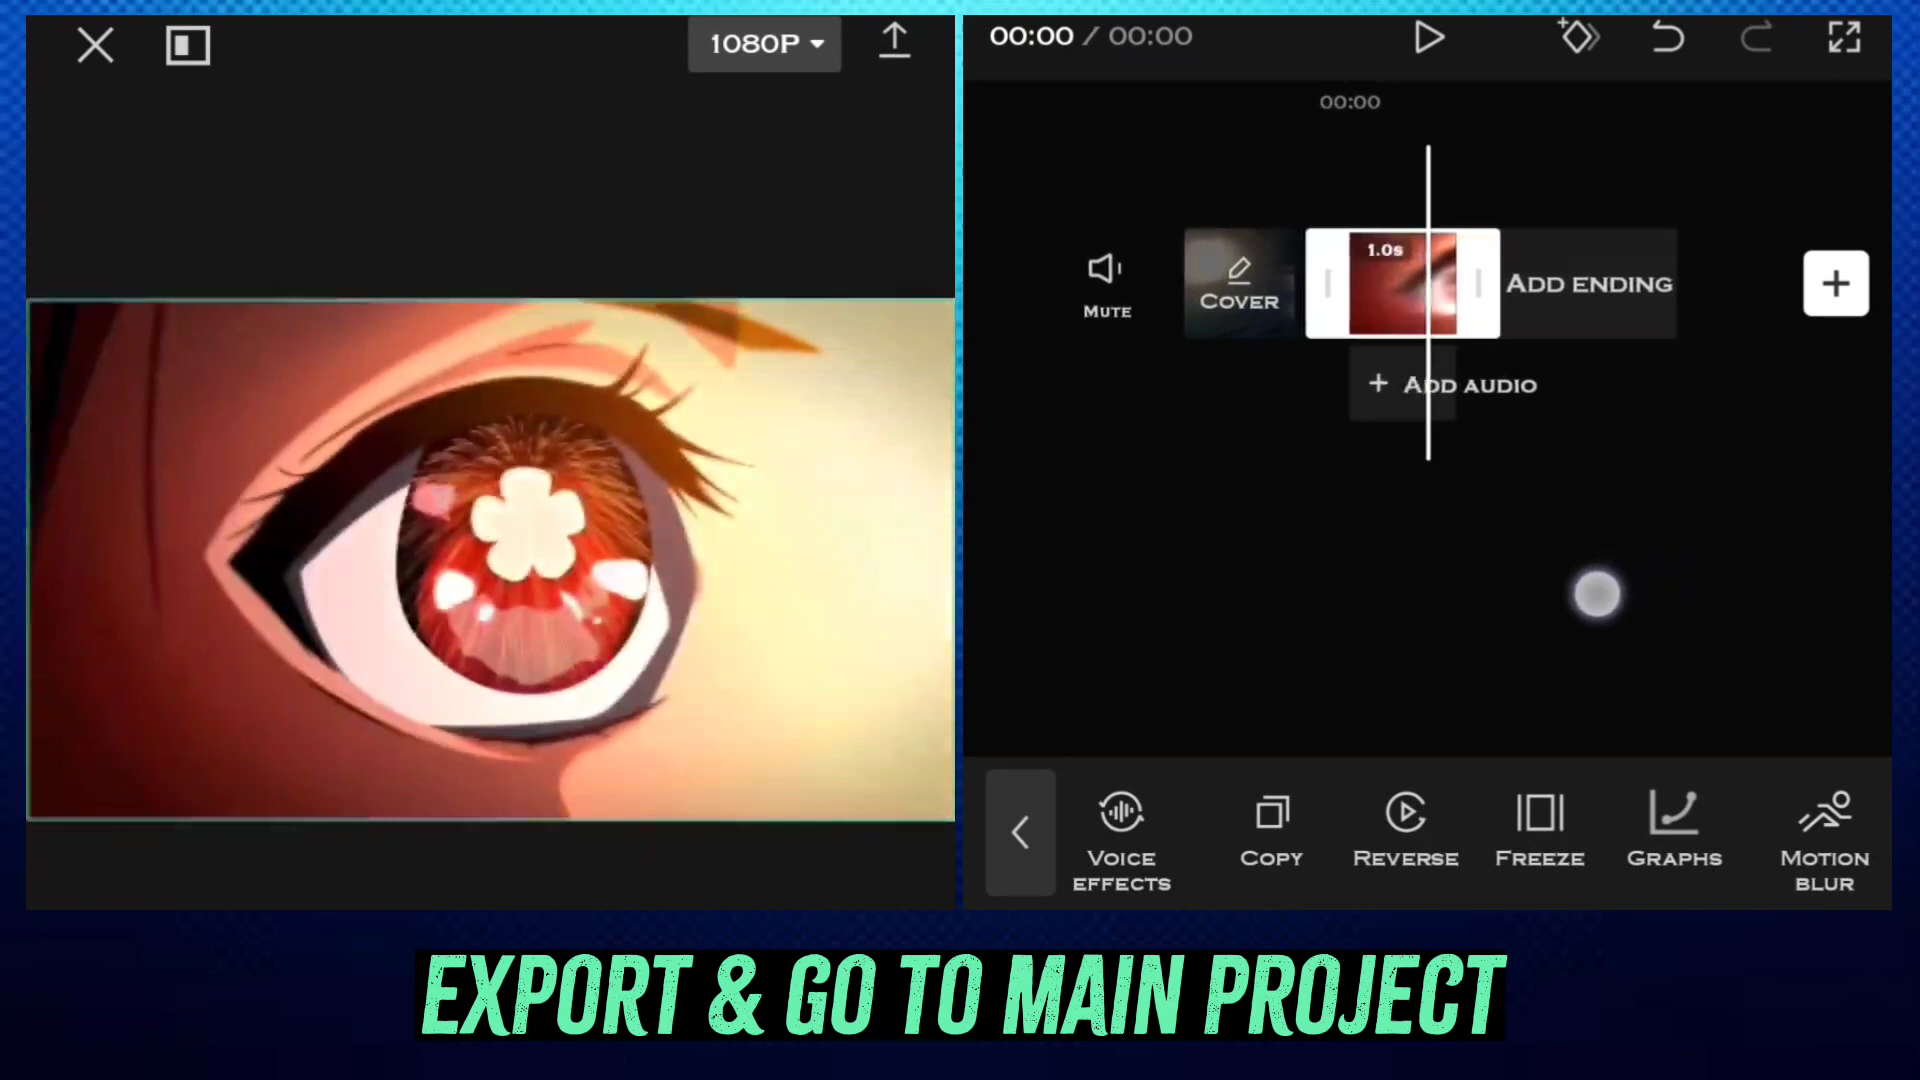 1080P
00:00 / 00:00
00:00
MUTE
COVER
1.0s
ADD ENDING
+ ADD AUDIO
VOICE EFFECTS
COPY
REVERSE
FREEZE
GRAPHS
MOTION BLUR
EXPORT & GO TO MAIN PROJECT